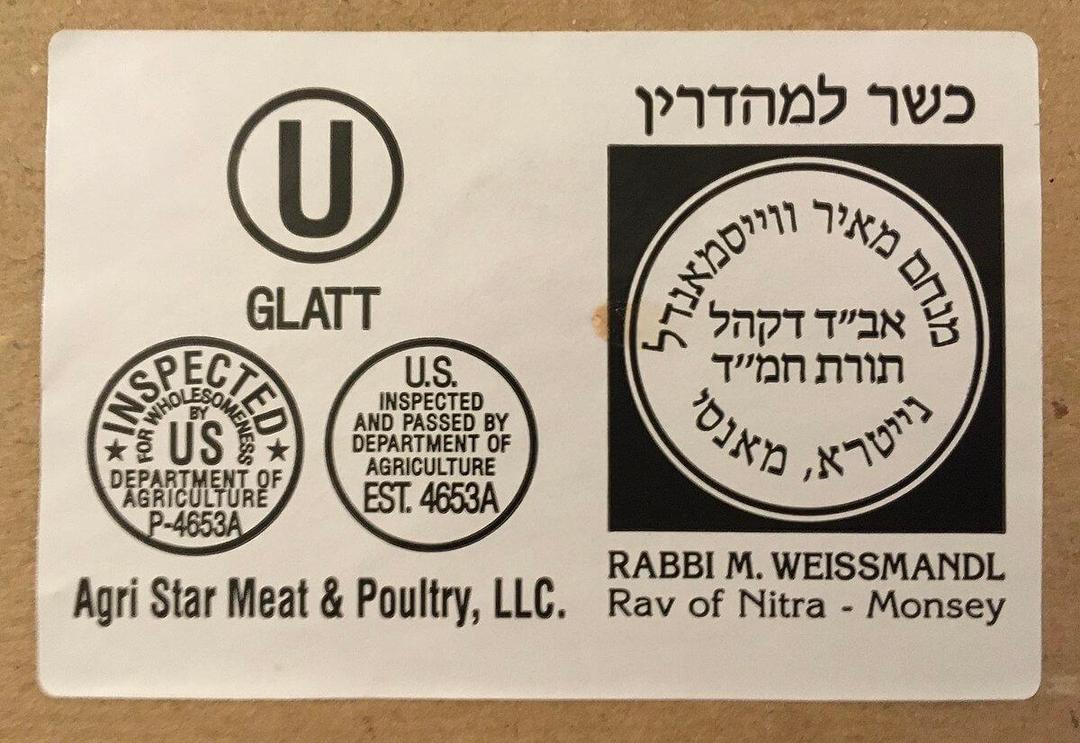 U
GLATT
INSPECTED
FOR WHOLESOMENESS
BY
US
DEPARTMENT OF
AGRICULTURE
P-4653A
U.S.
INSPECTED
AND PASSED BY
DEPARTMENT OF
AGRICULTURE
EST. 4653A
Agri Star Meat & Poultry, LLC.
כשר למהדרין
מנחם מאיר ווייסמאנדל
אב״ד דקהל
תורת חמ״ד
נייטרא, מאנסי
RABBI M. WEISSMANDL
Rav of Nitra - Monsey